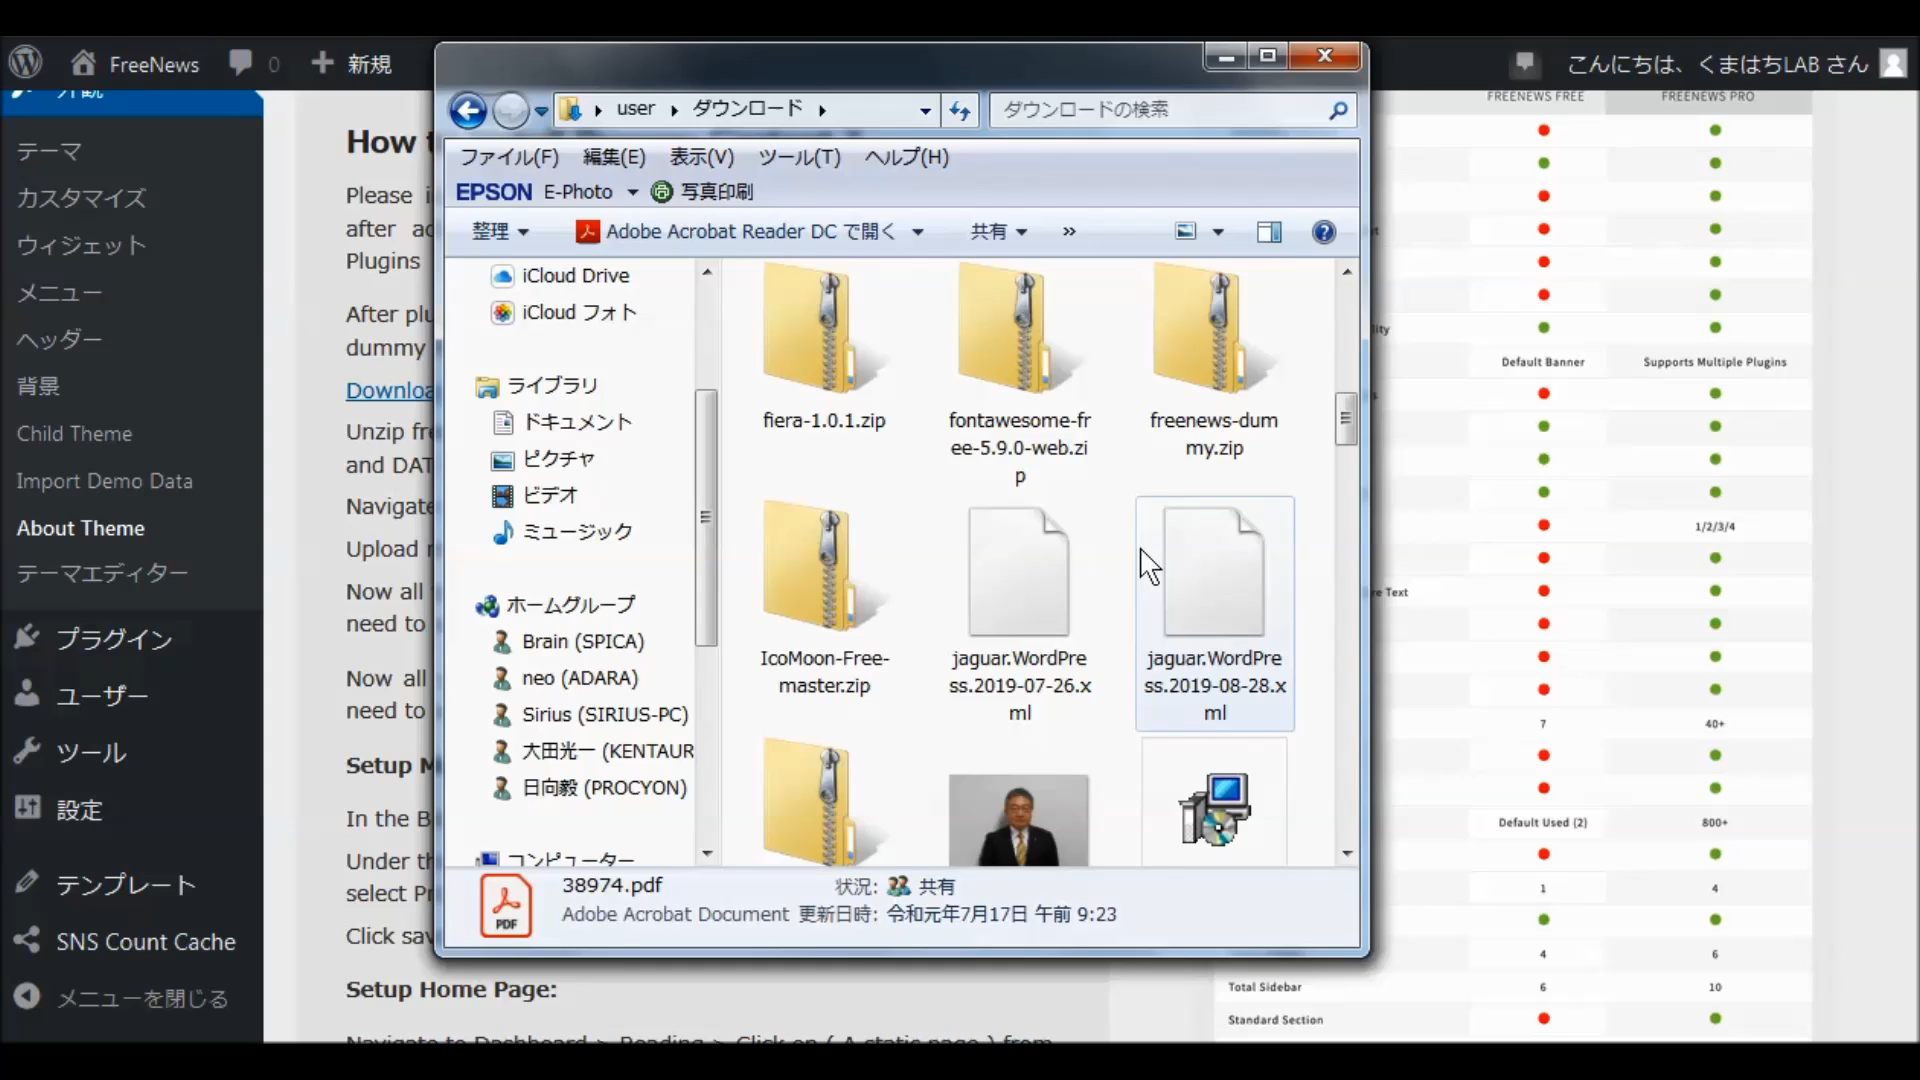 FreeNews
0
新規
こんにちは、くまはちLAB さん
外観
テーマ
カスタマイズ
ウィジェット
メニュー
ヘッダー
背景
Child Theme
Import Demo Data
About Theme
テーマエディター
プラグイン
ユーザー
ツール
設定
テンプレート
SNS Count Cache
メニューを閉じる
How
Please
after
Plugins
After
dummy
Unzip
and
Navigate
Upload
Now all
need to
Now all
need to
Setup
In the B
Under
select
Click
Setup Home Page:
user
ダウンロード
ダウンロードの検索
ファイル(F)
編集(E)
表示(V)
ツール(T)
ヘルプ(H)
EPSON
E-Photo
写真印刷
整理
Adobe Acrobat Reader DC で開く
共有
»
iCloud Drive
iCloud フォト
ライブラリ
ドキュメント
ピクチャ
ビデオ
ミュージック
ホームグループ
Brain (SPICA)
neo (ADARA)
Sirius (SIRIUS-PC)
大田光一 (KENTAUR
日向毅 (PROCYON)
コンピューター
fiera-1.0.1.zip
fontawesome-fr
ee-5.9.0-web.zi
p
freenews-dum
my.zip
IcoMoon-Free-
master.zip
jaguar.WordPre
ss.2019-07-26.x
ml
jaguar.WordPre
ss.2019-08-28.x
ml
PDF
38974.pdf
状況: 共有
Adobe Acrobat Document 更新日時: 令和元年7月17日 午前 9:23
FREENEWS FREE
FREENEWS PRO
Default Banner
Supports Multiple Plugins
1/2/3/4
Text
7
40+
Default Used (2)
800+
1
4
4
6
Total Sidebar
6
10
Standard Section